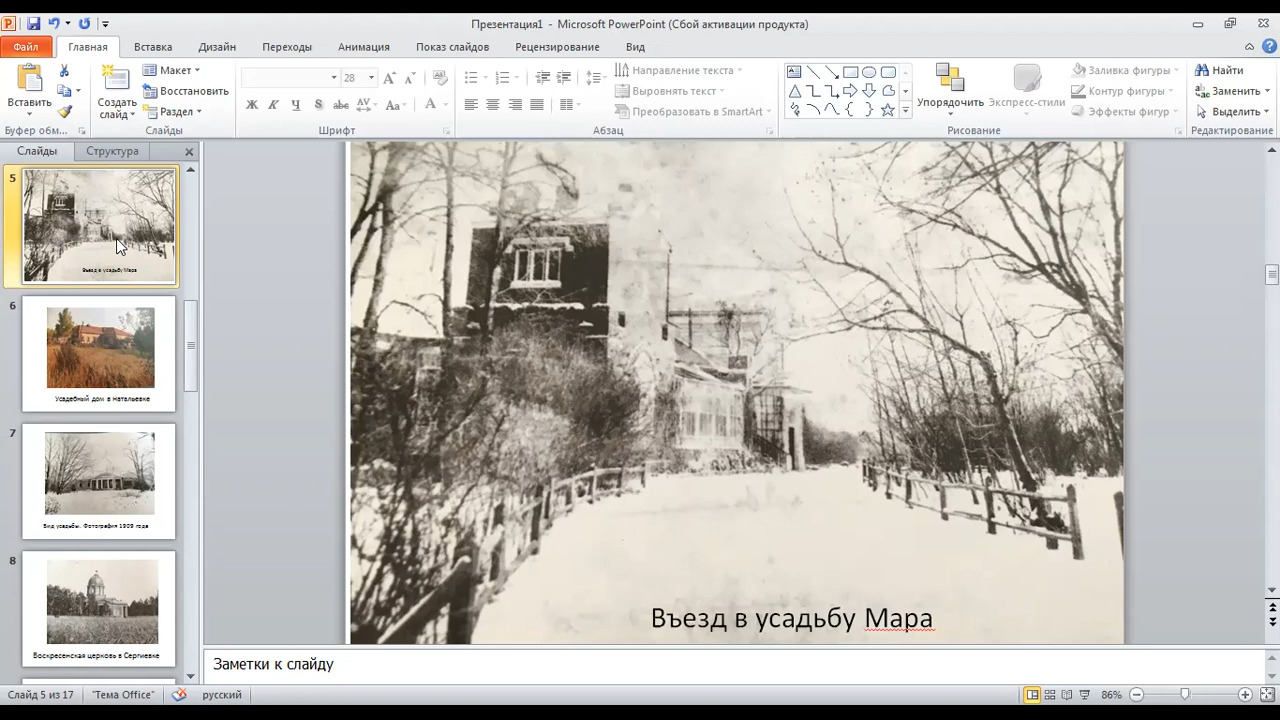 Презентация1 - Microsoft PowerPoint (Сбой активации продукта)
Файл Главная Вставка Дизайн Переходы Анимация Показ слайдов Рецензирование Вид
Вставить
Создать слайд
Макет
Восстановить
Раздел
28
Ж К Ч S abc AV Aa A
Направление текста
Выровнять текст
Преобразовать в SmartArt
Упорядочить
Экспресс-стили
Заливка фигуры
Контур фигуры
Эффекты фигур
Найти
Заменить
Выделить
Буфер обм... Слайды Шрифт Абзац Рисование Редактирование
Слайды Структура
5
Въезд в усадьбу Мара
6
Усадебный дом в Натальевке
7
Вид усадьбы. Фотография 1909 года
8
Воскресенская церковь в Сергиевке
Въезд в усадьбу Мара
Заметки к слайду
Слайд 5 из 17 "Тема Office" русский 86%